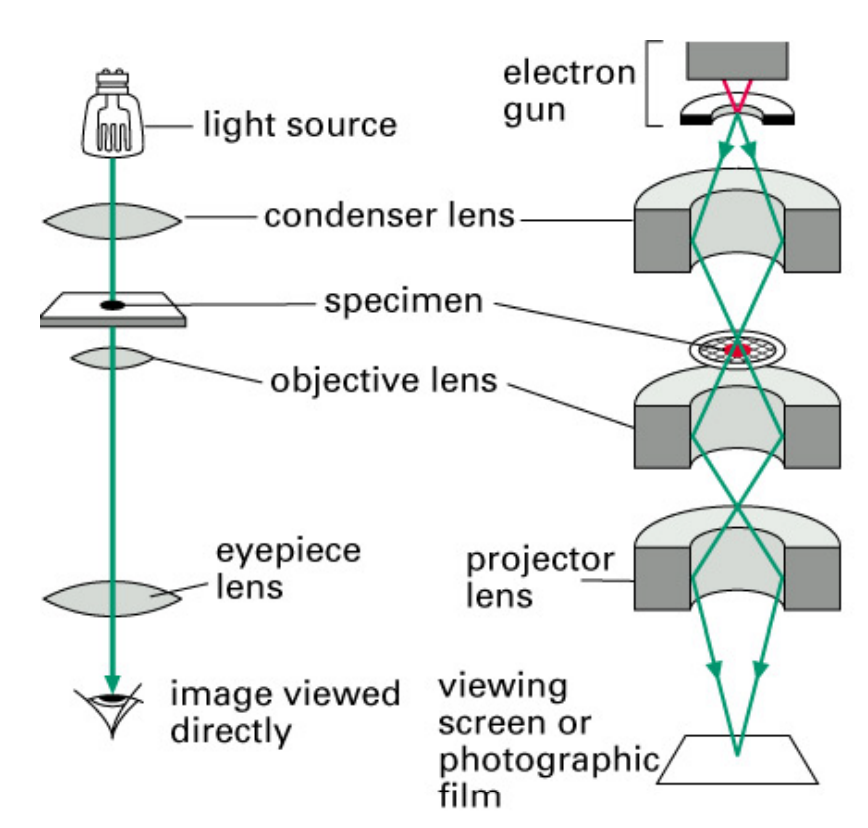 electron
gun
light source
condenser lens
specimen
objective lens
eyepiece
lens
projector
lens
image viewed
directly
viewing
screen or
photographic
film